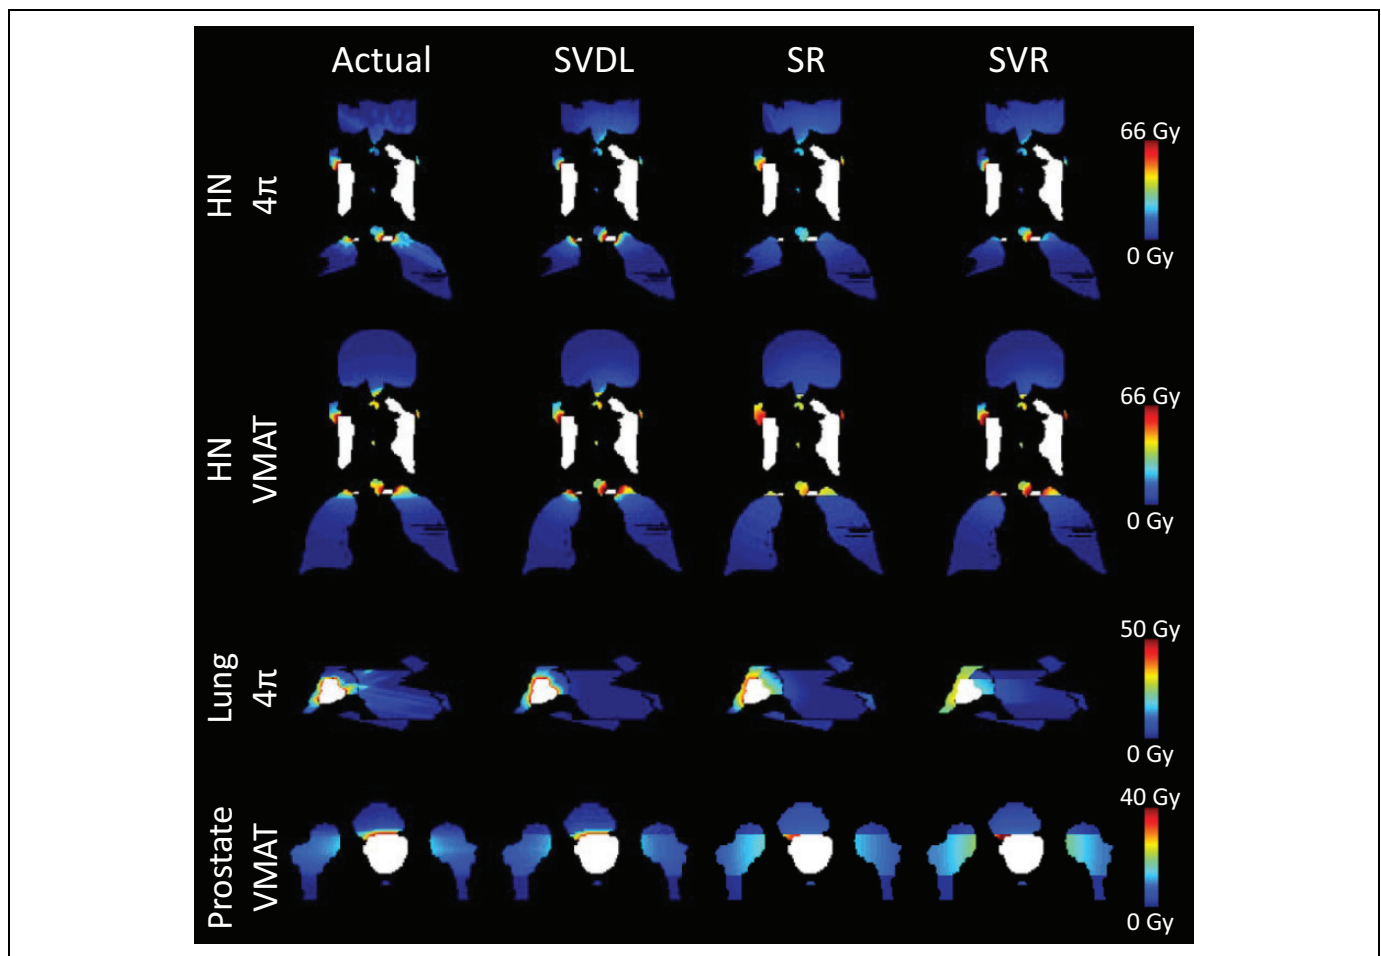 Actual SVDL SR SVR
HN
4π
66 Gy
0 Gy
HN
VMAT
66 Gy
0 Gy
Lung
4π
50 Gy
0 Gy
Prostate
VMAT
40 Gy
0 Gy